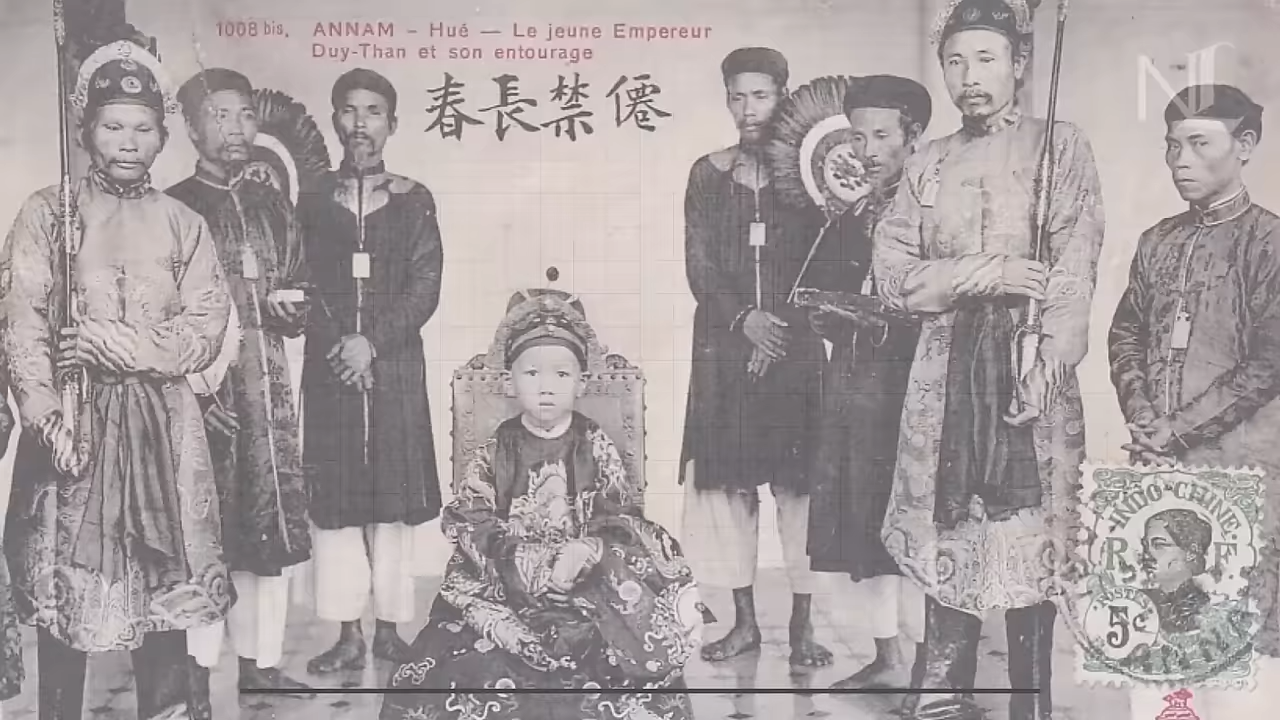 1008 bis. ANNAM – Hué — Le jeune Empereur
Duy-Than et son entourage
僊禁長春
INDO-CHINE
R F
POSTES
5c